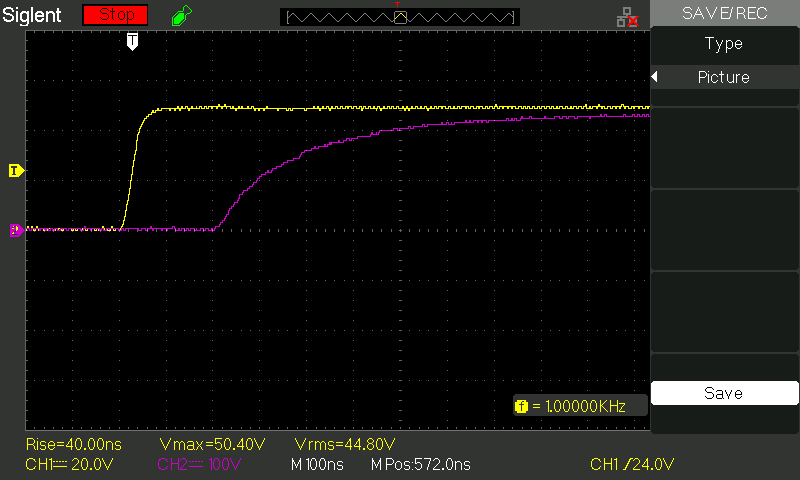 Siglent Stop SAVE/REC
T
Type
Picture
T
2
Save
f = 1.00000KHz
Rise=40.00ns Vmax=50.40V Vrms=44.80V
CH1 20.0V CH2 100V M 100ns M Pos:572.0ns CH1 /24.0V